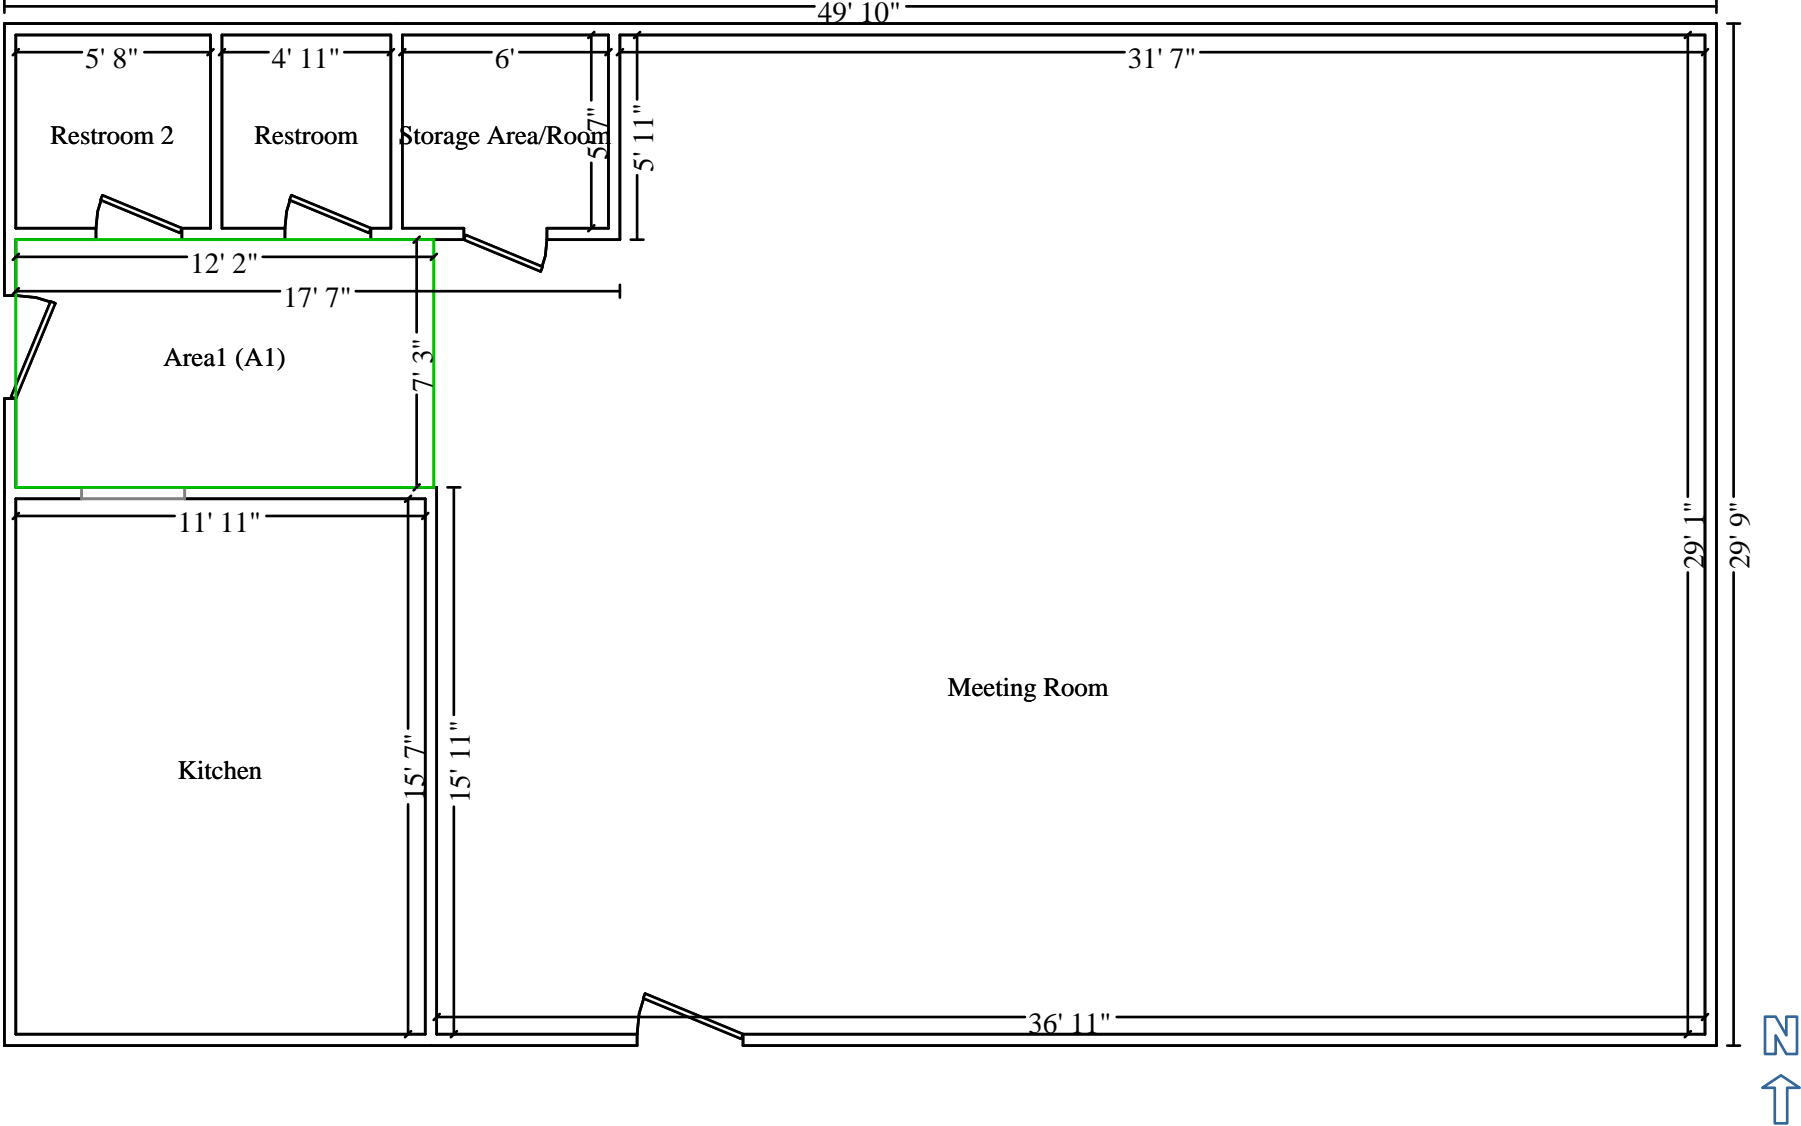 49' 10"
5' 8"
4' 11"
6'
31' 7"
Restroom 2
Restroom
Storage Area/Room
5' 7"
5' 11"
12' 2"
17' 7"
Area1 (A1)
7' 3"
11' 11"
29' 1"
29' 9"
Meeting Room
Kitchen
15' 7"
15' 11"
36' 11"
N